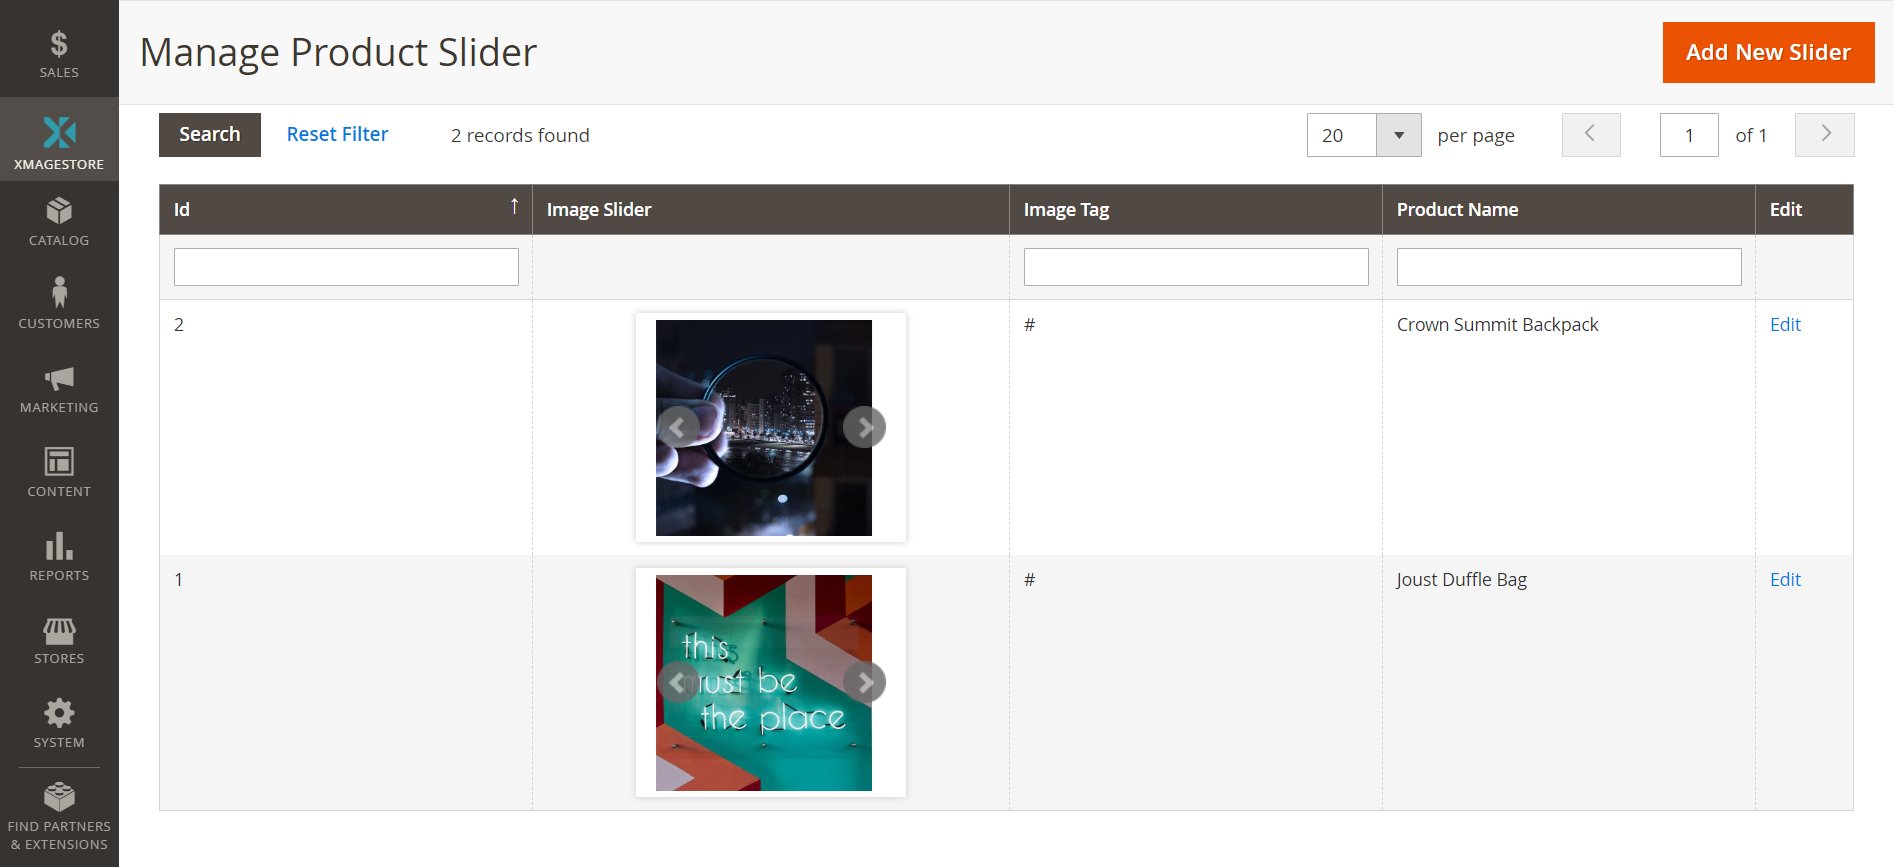 $
SALES
XMAGESTORE
CATALOG
CUSTOMERS
MARKETING
CONTENT
REPORTS
STORES
SYSTEM
FIND PARTNERS
& EXTENSIONS
Manage Product Slider
Add New Slider
Search Reset Filter 2 records found 20 per page 1 of 1
Id ↑ Image Slider Image Tag Product Name Edit
2 # Crown Summit Backpack Edit
1 # Joust Duffle Bag Edit
this
must be
the place